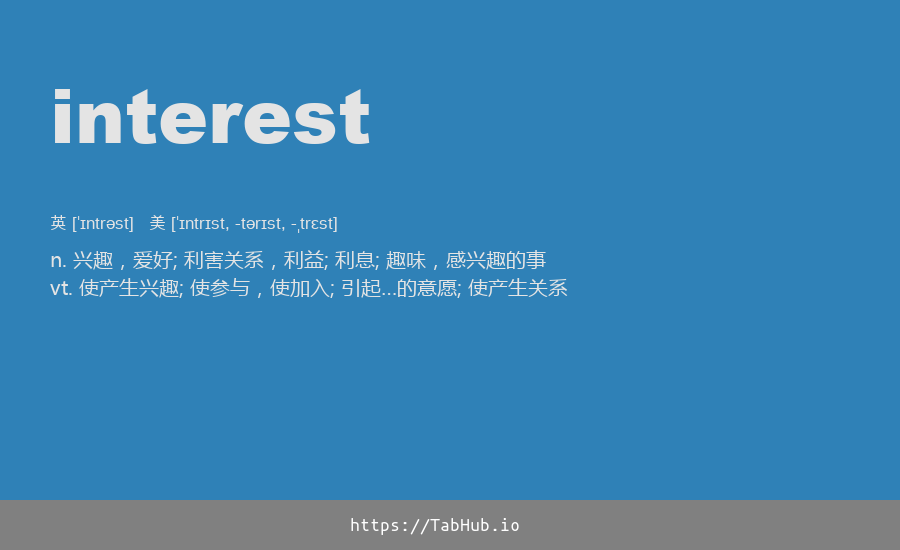 interest
英 [ˈɪntrəst] 美 [ˈɪntrɪst, -tərɪst, -ˌtrɛst]
n. 兴趣，爱好; 利害关系，利益; 利息; 趣味，感兴趣的事
vt. 使产生兴趣; 使参与，使加入; 引起…的意愿; 使产生关系
https://TabHub.io